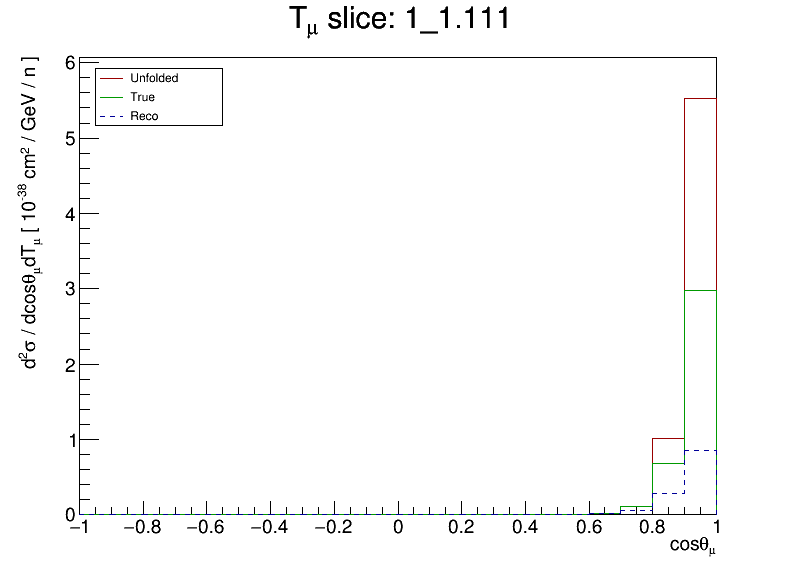 Tμ slice: 1_1.111
d²σ / dcosθμdTμ [ 10⁻³⁸ cm² / GeV / n ]
6
5
4
3
2
1
0
Unfolded
True
Reco
−1 −0.8 −0.6 −0.4 −0.2 0 0.2 0.4 0.6 0.8 1
cosθμ